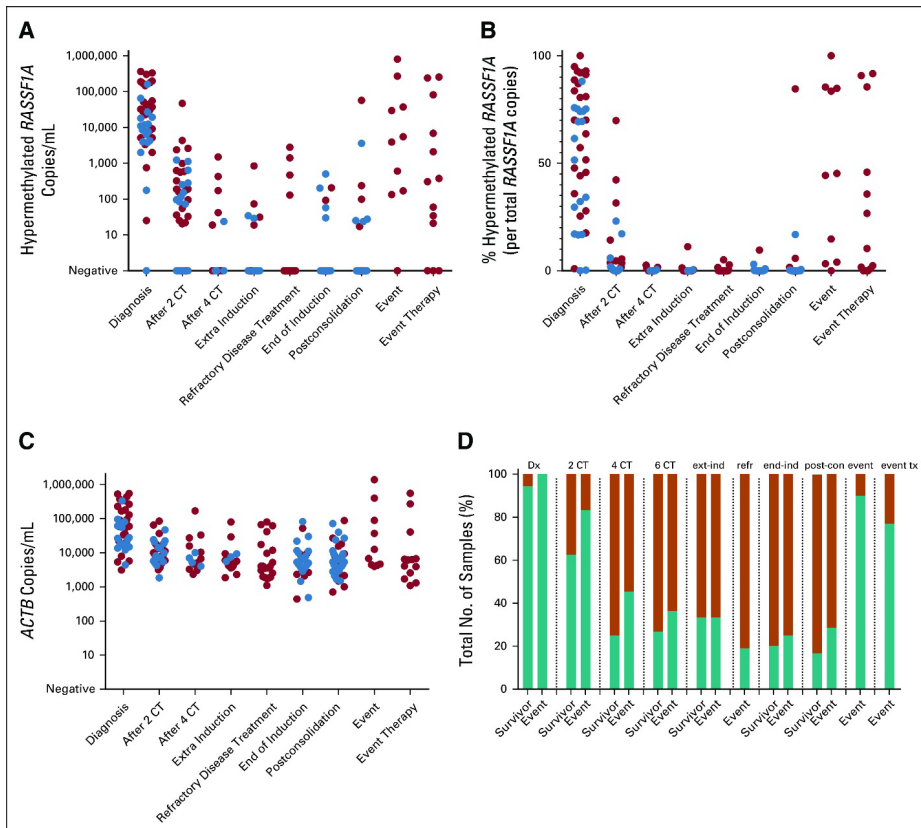 A
Hypermethylated RASSF1A
Copies/mL
1,000,000
100,000
10,000
1,000
100
10
Negative
Diagnosis
After 2 CT
After 4 CT
Extra Induction
Refractory Disease Treatment
End of Induction
Postconsolidation
Event
Event Therapy
B
% Hypermethylated RASSF1A
(per total RASSF1A copies)
100
50
0
Diagnosis
After 2 CT
After 4 CT
Extra Induction
Refractory Disease Treatment
End of Induction
Postconsolidation
Event
Event Therapy
C
ACTB Copies/mL
1,000,000
100,000
10,000
1,000
100
10
Negative
Diagnosis
After 2 CT
After 4 CT
Extra Induction
Refractory Disease Treatment
End of Induction
Postconsolidation
Event
Event Therapy
D
Total No. of Samples (%)
Dx 2 CT 4 CT 6 CT ext-ind refr end-ind post-con event event tx
100
80
60
40
20
0
Survivor
Event
Survivor
Event
Survivor
Event
Survivor
Event
Survivor
Event
Event
Survivor
Event
Survivor
Event
Event
Event